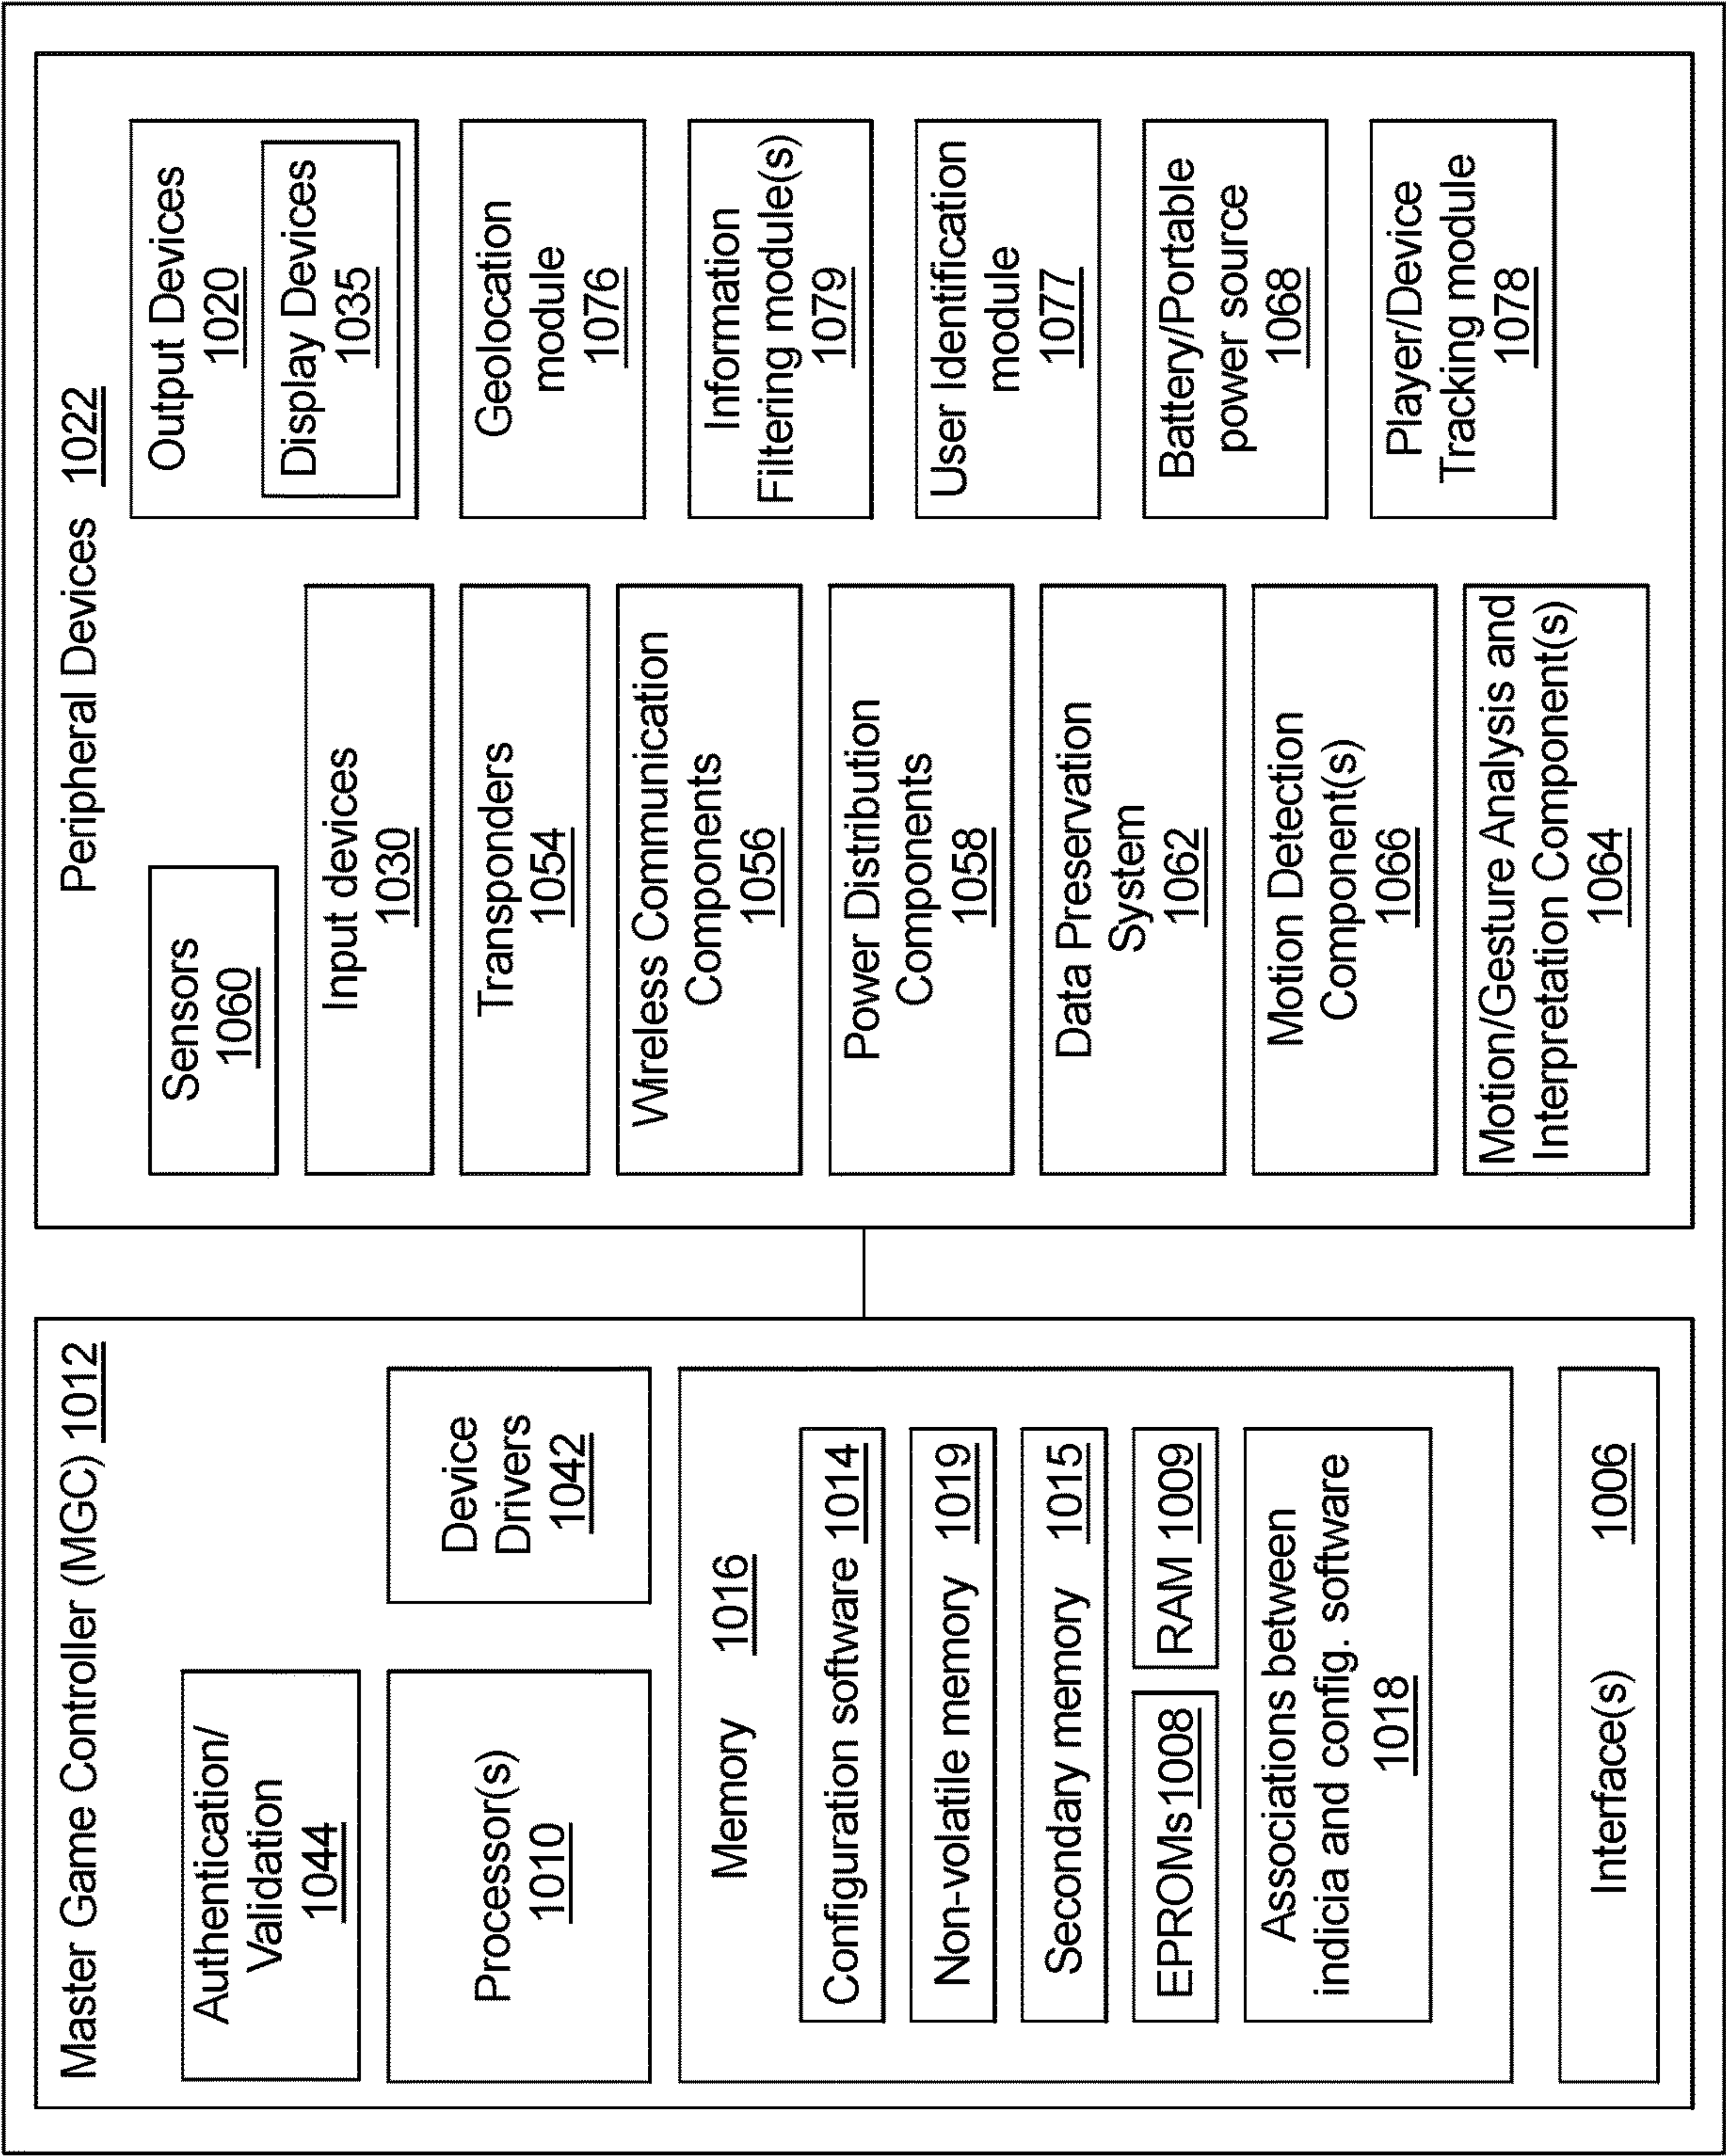 Master Game Controller (MGC) 1012
Authentication/
Validation
1044
Processor(s)
1010
Device
Drivers
1042
Memory 1016
Configuration software 1014
Non-volatile memory 1019
Secondary memory 1015
EPROMs 1008
RAM 1009
Associations between
indicia and config. software
1018
Interface(s) 1006
Peripheral Devices 1022
Sensors
1060
Input devices
1030
Transponders
1054
Wireless Communication
Components
1056
Power Distribution
Components
1058
Data Preservation
System
1062
Motion Detection
Component(s)
1066
Motion/Gesture Analysis and
Interpretation Component(s)
1064
Output Devices
1020
Display Devices
1035
Geolocation
module
1076
Information
Filtering module(s)
1079
User Identification
module
1077
Battery/Portable
power source
1068
Player/Device
Tracking module
1078